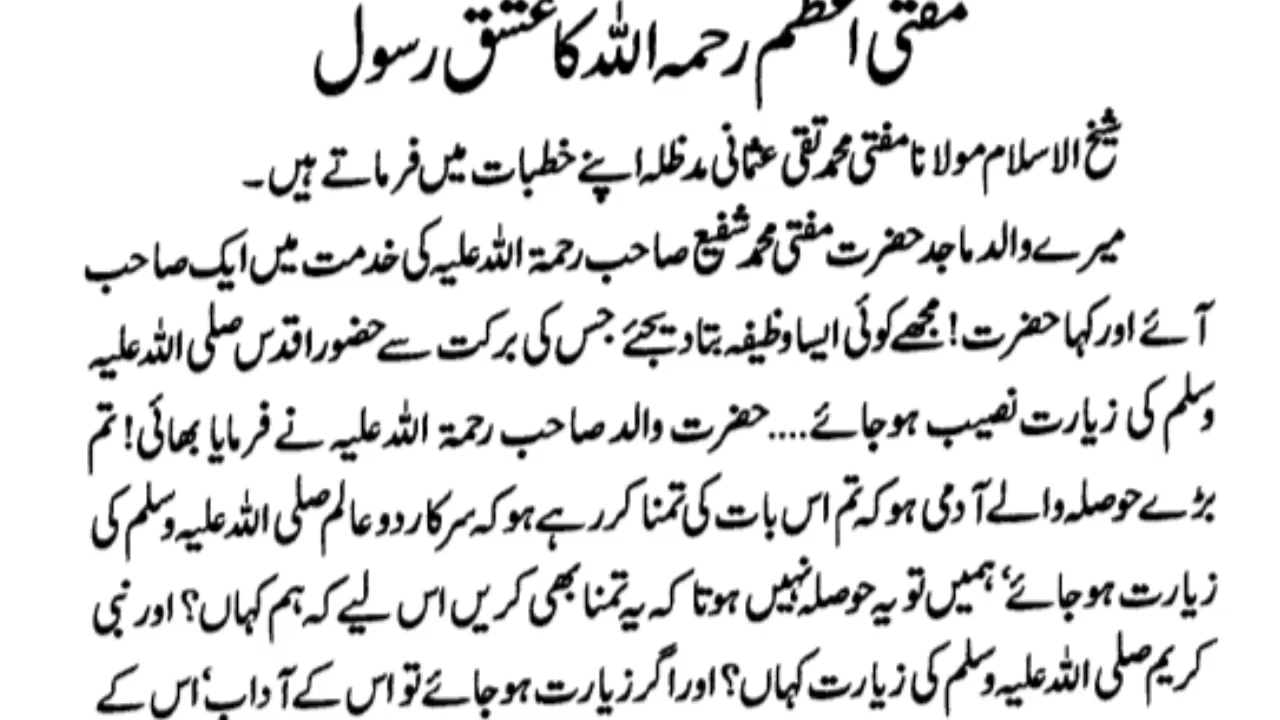 مفتی اعظم رحمہ اللہ کا عشق رسول
شیخ الاسلام مولانا مفتی محمد تقی عثمانی مدظلہ اپنے خطبات میں فرماتے ہیں۔
میرے والد ماجد حضرت مفتی محمد شفیع صاحب رحمۃ اللہ علیہ کی خدمت میں ایک صاحب
آئے اور کہا حضرت! مجھے کوئی ایسا وظیفہ بتا دیجئے جس کی برکت سے حضور اقدس صلی اللہ علیہ
وسلم کی زیارت نصیب ہو جائے.... حضرت والد صاحب رحمۃ اللہ علیہ نے فرمایا بھائی! تم
بڑے حوصلہ والے آدمی ہو کہ تم اس بات کی تمنا کر رہے ہو کہ سرکار دو عالم صلی اللہ علیہ وسلم کی
زیارت ہو جائے، ہمیں تو یہ حوصلہ نہیں ہوتا کہ یہ تمنا بھی کریں اس لیے کہ ہم کہاں؟ اور نبی
کریم صلی اللہ علیہ وسلم کی زیارت کہاں؟ اور اگر زیارت ہو جائے تو اس کے آداب، اس کے